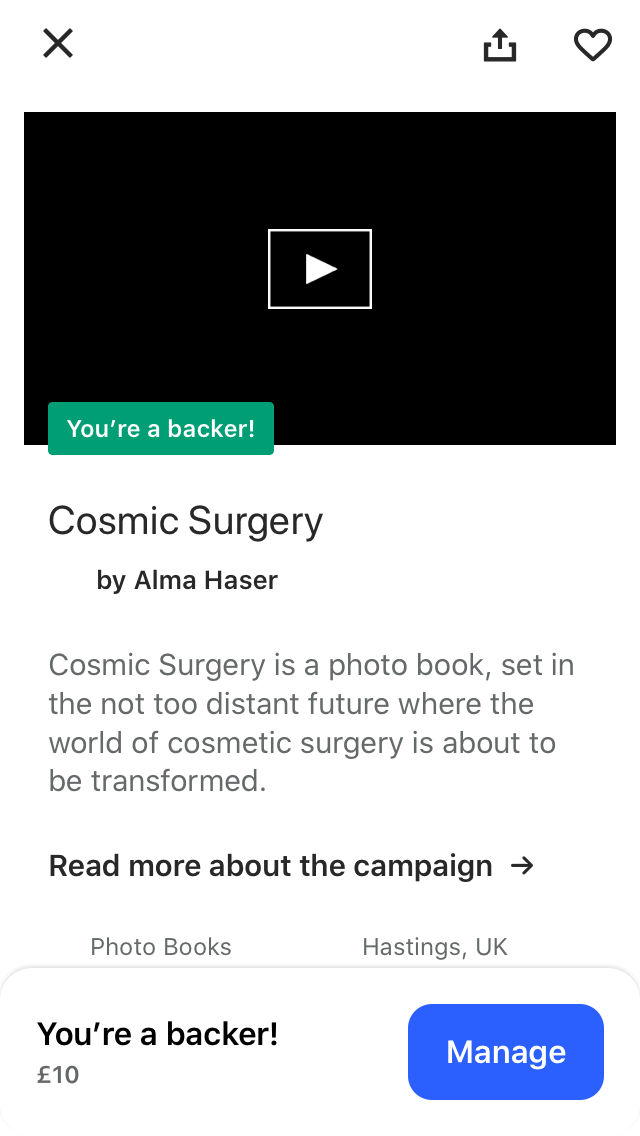 You’re a backer!
Cosmic Surgery
by Alma Haser
Cosmic Surgery is a photo book, set in
the not too distant future where the
world of cosmetic surgery is about to
be transformed.
Read more about the campaign →
Photo Books
Hastings, UK
You’re a backer!
£10
Manage